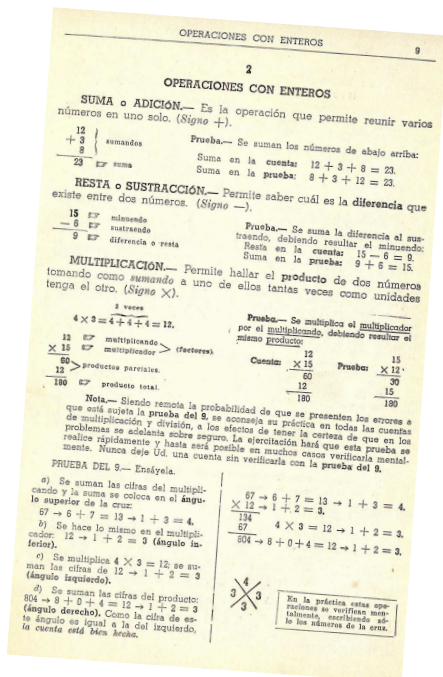 OPERACIONES CON ENTEROS 9
2
OPERACIONES CON ENTEROS
SUMA o ADICIÓN.— Es la operación que permite reunir varios
números en uno solo. (Signo +).
12
+ 3 sumandos
8
23 suma
Prueba.— Se suman los números de abajo arriba:
Suma en la cuenta: 12 + 3 + 8 = 23.
Suma en la prueba: 8 + 3 + 12 = 23.
RESTA o SUSTRACCIÓN.— Permite saber cuál es la diferencia que
existe entre dos números. (Signo —).
15 minuendo
— 6 sustraendo
9 diferencia o resta
Prueba.— Se suma la diferencia al sus-
traendo, debiendo resultar el minuendo:
Resta en la cuenta: 15 — 6 = 9.
Suma en la prueba: 9 + 6 = 15.
MULTIPLICACIÓN.— Permite hallar el producto de dos números
tomando como sumando a uno de ellos tantas veces como unidades
tenga el otro. (Signo ×).
3 veces
4 × 3 = 4 + 4 + 4 = 12.
12 multiplicando
× 15 multiplicador (factores).
60
12 productos parciales.
180 producto total.
Prueba.— Se multiplica el multiplicador
por el multiplicando, debiendo resultar el
mismo producto:
Cuenta: 12
× 15
60
12
180
Prueba: 15
× 12
30
15
180
Nota.— Siendo remota la probabilidad de que se presenten los errores a
que está sujeta la prueba del 9, se aconseja su práctica en todas las cuentas
de multiplicación y división, a los efectos de tener la certeza de que en los
problemas se adelanta sobre seguro. La ejercitación hará que esta prueba se
realice rápidamente y hasta será posible en muchos casos verificarla mental-
mente. Nunca deje Ud. una cuenta sin verificarla con la prueba del 9.
PRUEBA DEL 9.— Ensáyela.
a) Se suman las cifras del multipli-
cando y la suma se coloca en el ángu-
lo superior de la cruz:
67 → 6 + 7 = 13 → 1 + 3 = 4.
b) Se hace lo mismo en el multipli-
cador: 12 → 1 + 2 = 3 (ángulo in-
ferior).
c) Se multiplica 4 × 3 = 12; se su-
man las cifras de 12 → 1 + 2 = 3
(ángulo izquierdo).
d) Se suman las cifras del producto:
804 → 8 + 0 + 4 = 12 → 1 + 2 = 3
(ángulo derecho). Como la cifra de es-
te ángulo es igual a la del izquierdo,
la cuenta está bien hecha.
67 → 6 + 7 = 13 → 1 + 3 = 4.
× 12 → 1 + 2 = 3.
134
67 4 × 3 = 12 → 1 + 2 = 3.
804 → 8 + 0 + 4 = 12 → 1 + 2 = 3.
4
3 3
3
En la práctica estas ope-
raciones se verifican men-
talmente, escribiendo só-
lo los números de la cruz.